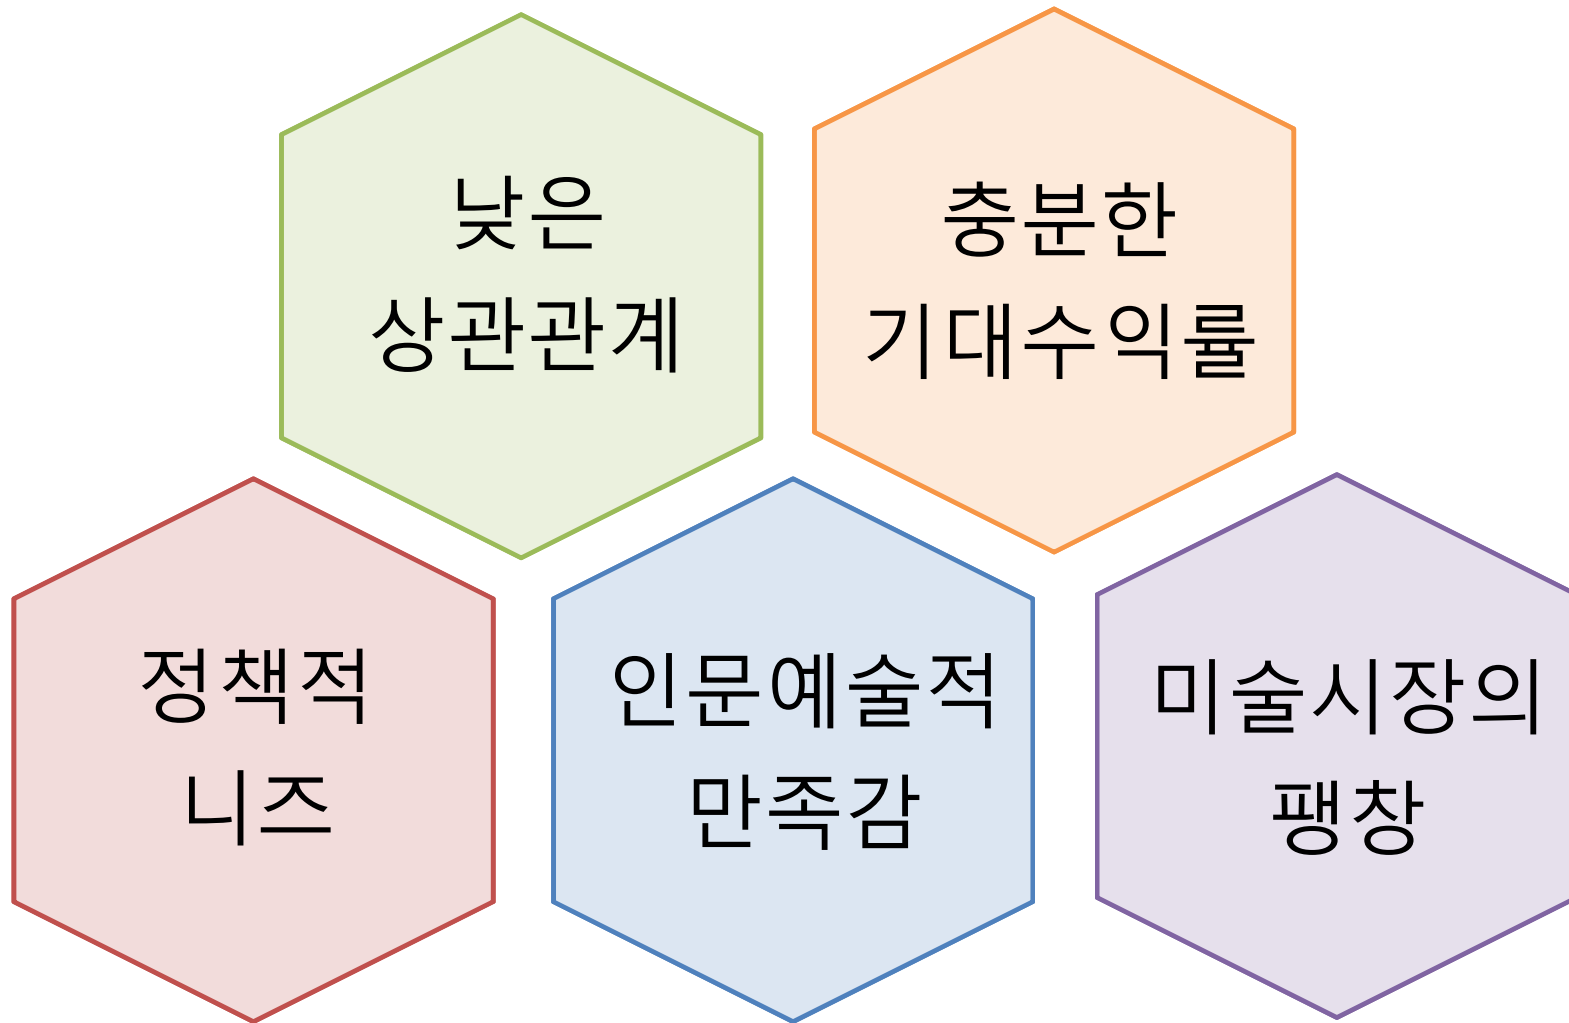 낮은
상관관계
충분한
기대수익률
정책적
니즈
인문예술적
만족감
미술시장의
팽창